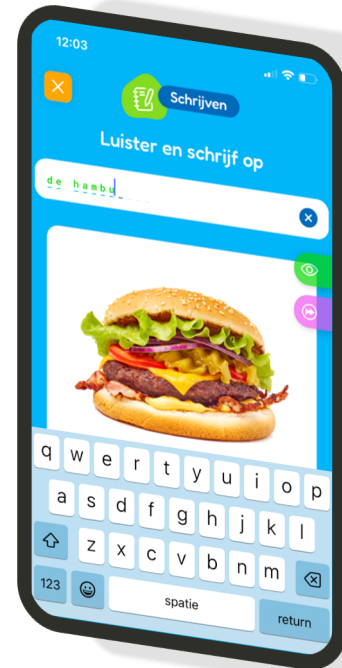 12:03
Schrijven
Luister en schrijf op
de hambu
q w e r t y u i o p
a s d f g h j k l
z x c v b n m
123 spatie return